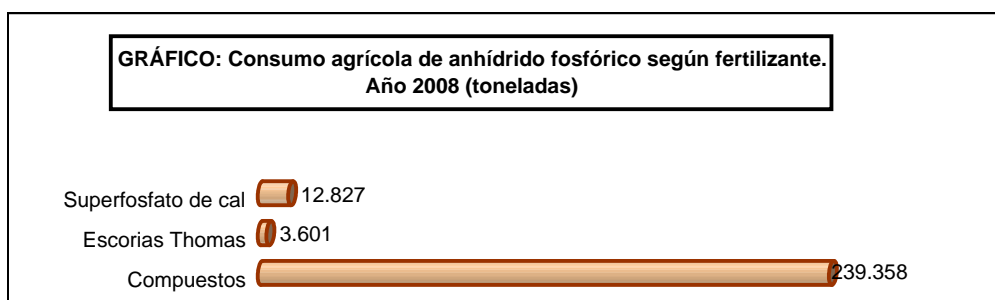 GRÁFICO: Consumo agrícola de anhídrido fosfórico según fertilizante.
Año 2008 (toneladas)
Superfosfato de cal 12.827
Escorias Thomas 3.601
Compuestos 239.358